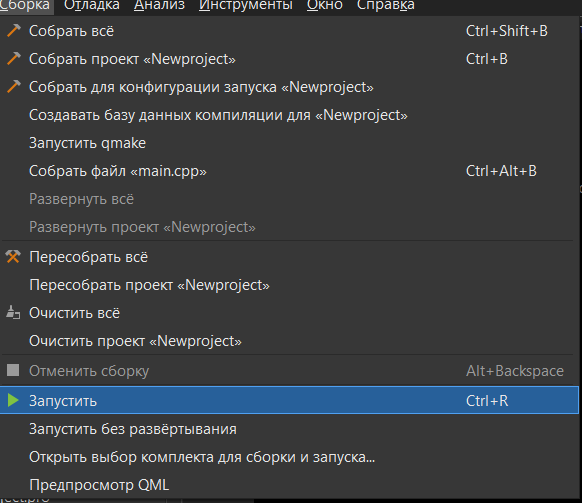 Сборка Отладка Анализ Инструменты Окно Справка
Собрать всё Ctrl+Shift+B
Собрать проект «Newproject» Ctrl+B
Собрать для конфигурации запуска «Newproject»
Создавать базу данных компиляции для «Newproject»
Запустить qmake
Собрать файл «main.cpp» Ctrl+Alt+B
Развернуть всё
Развернуть проект «Newproject»
Пересобрать всё
Пересобрать проект «Newproject»
Очистить всё
Очистить проект «Newproject»
Отменить сборку Alt+Backspace
Запустить Ctrl+R
Запустить без развёртывания
Открыть выбор комплекта для сборки и запуска...
Предпросмотр QML